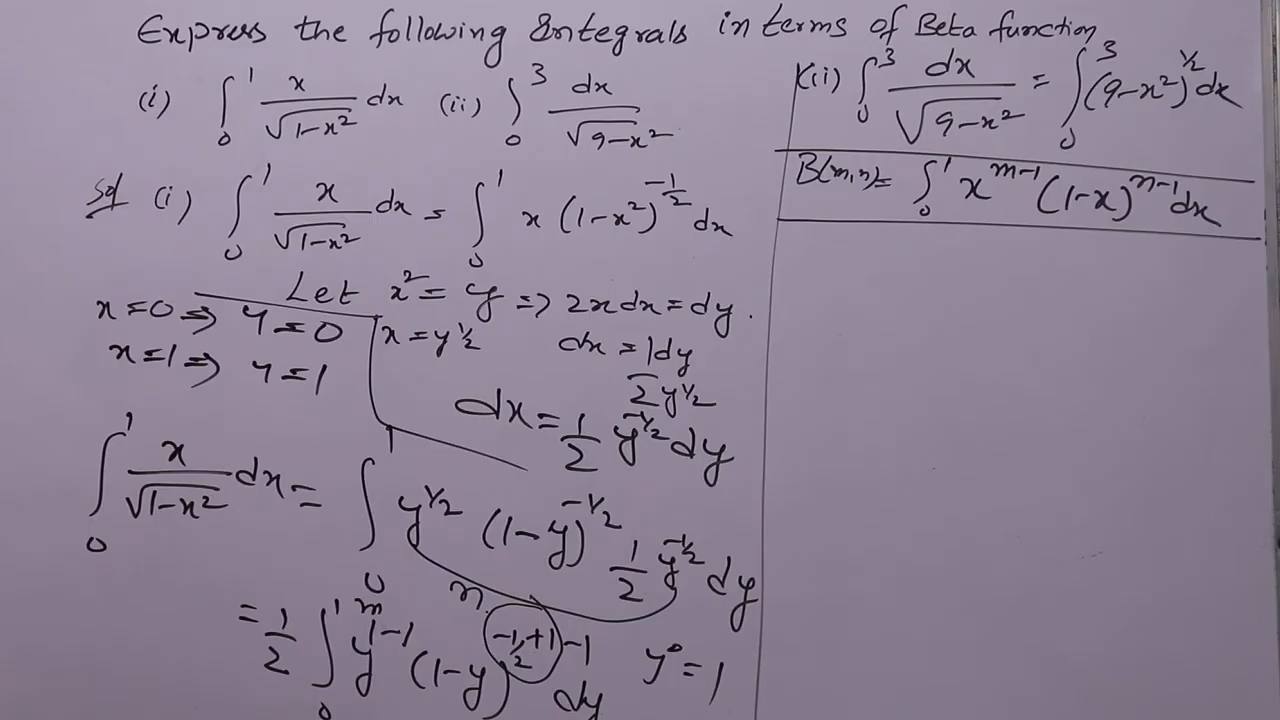 Express the following Integrals in terms of Beta function
(i) ∫₀¹ x/√(1-x²) dx (ii) ∫₀³ dx/√(9-x²)
Sol (i) ∫₀¹ x/√(1-x²) dx = ∫₀¹ x (1-x²)^(-1/2) dx
Let x² = y => 2x dx = dy.
x=0 => y=0
x=1 => y=1
x = y^(1/2)
dx = 1 dy / 2 y^(1/2)
dx = 1/2 y^(-1/2) dy
∫₀¹ x/√(1-x²) dx = ∫₀¹ y^(1/2) (1-y)^(-1/2) 1/2 y^(-1/2) dy
= 1/2 ∫₀¹ y^(1-1) (1-y)^(-1/2+1-1) dy
m
n
y⁰ = 1
(ii) ∫₀³ dx/√(9-x²) = ∫₀³ (9-x²)^(1/2) dx
B(m,n) = ∫₀¹ x^(m-1) (1-x)^(n-1) dx